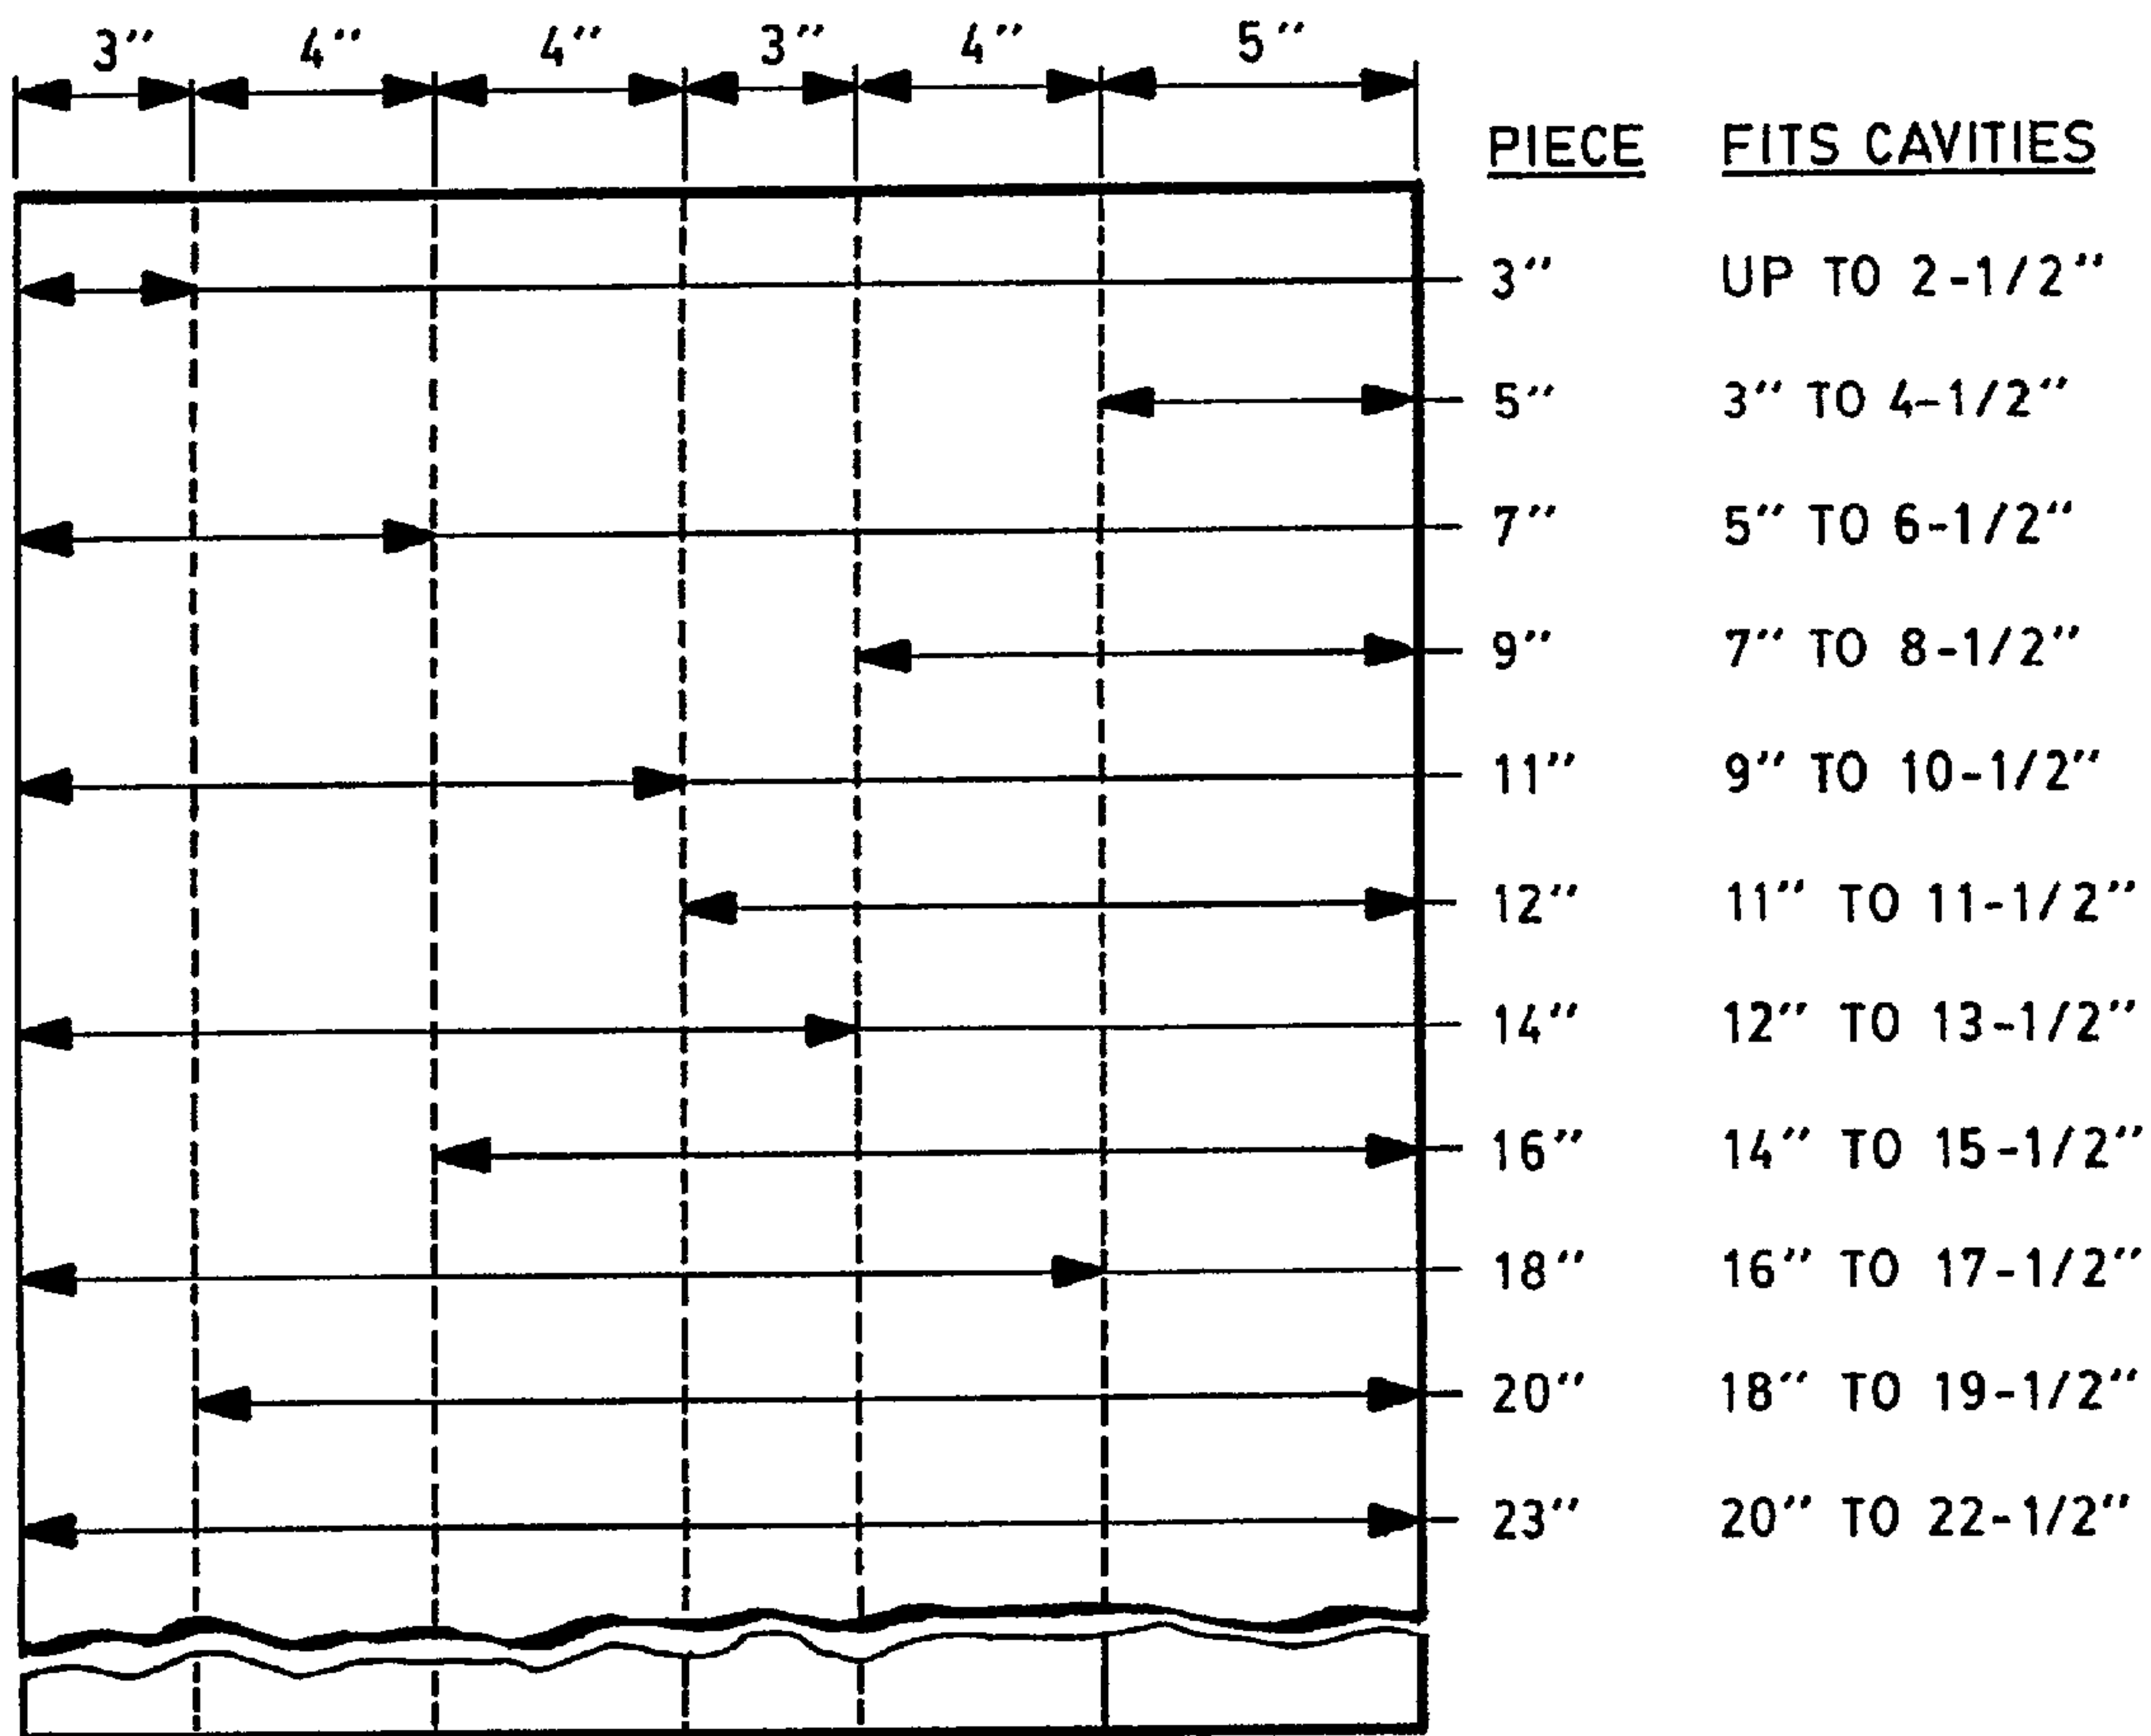 3″ 4″ 4″ 3″ 4″ 5″
PIECE FITS CAVITIES
3″ UP TO 2-1/2″
5″ 3″ TO 4-1/2″
7″ 5″ TO 6-1/2″
9″ 7″ TO 8-1/2″
11″ 9″ TO 10-1/2″
12″ 11″ TO 11-1/2″
14″ 12″ TO 13-1/2″
16″ 14″ TO 15-1/2″
18″ 16″ TO 17-1/2″
20″ 18″ TO 19-1/2″
23″ 20″ TO 22-1/2″